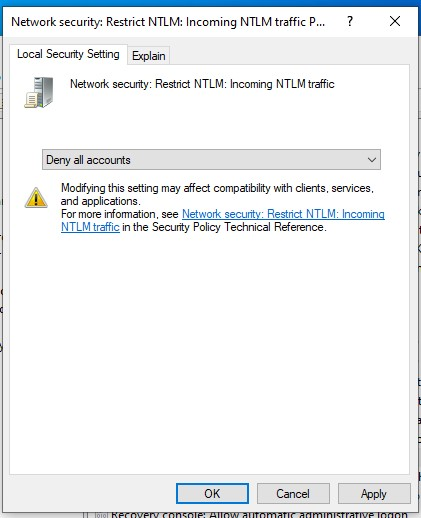 Network security: Restrict NTLM: Incoming NTLM traffic P...
Local Security Setting
Explain
Network security: Restrict NTLM: Incoming NTLM traffic
Deny all accounts
Modifying this setting may affect compatibility with clients, services,
and applications.
For more information, see Network security: Restrict NTLM: Incoming
NTLM traffic in the Security Policy Technical Reference.
OK
Cancel
Apply
Recovery console: Allow automatic administrative logon